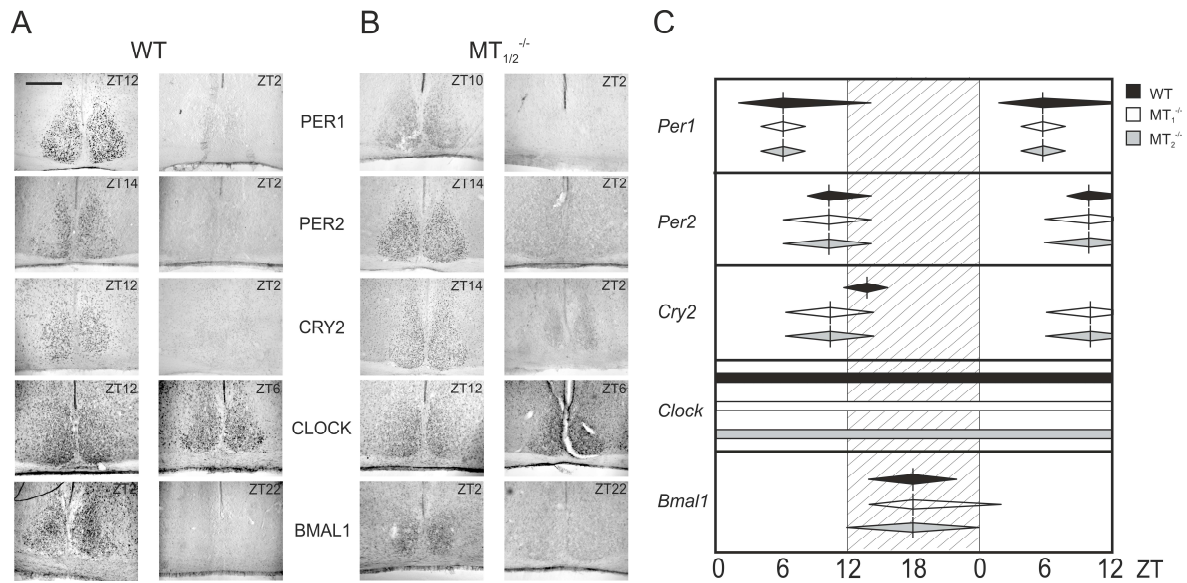 A
WT
B
MT1/2-/-
C
ZT12
ZT2
PER1
ZT10
ZT2
ZT14
ZT2
PER2
ZT14
ZT2
ZT12
ZT2
CRY2
ZT14
ZT2
ZT12
ZT6
CLOCK
ZT12
ZT6
ZT2
ZT22
BMAL1
ZT2
ZT22
Per1
Per2
Cry2
Clock
Bmal1
WT
MT1-/-
MT2-/-
0 6 12 18 0 6 12 ZT